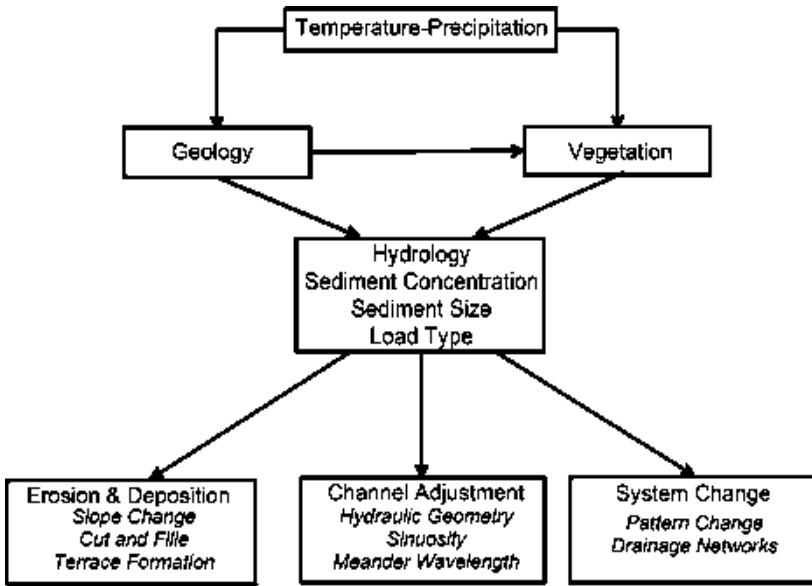 Temperature-Precipitation
Geology
Vegetation
Hydrology
Sediment Concentration
Sediment Size
Load Type
Erosion & Deposition
Slope Change
Cut and Fille
Terrace Formation
Channel Adjustment
Hydraulic Geometry
Sinuosity
Meander Wavelength
System Change
Pattern Change
Drainage Networks